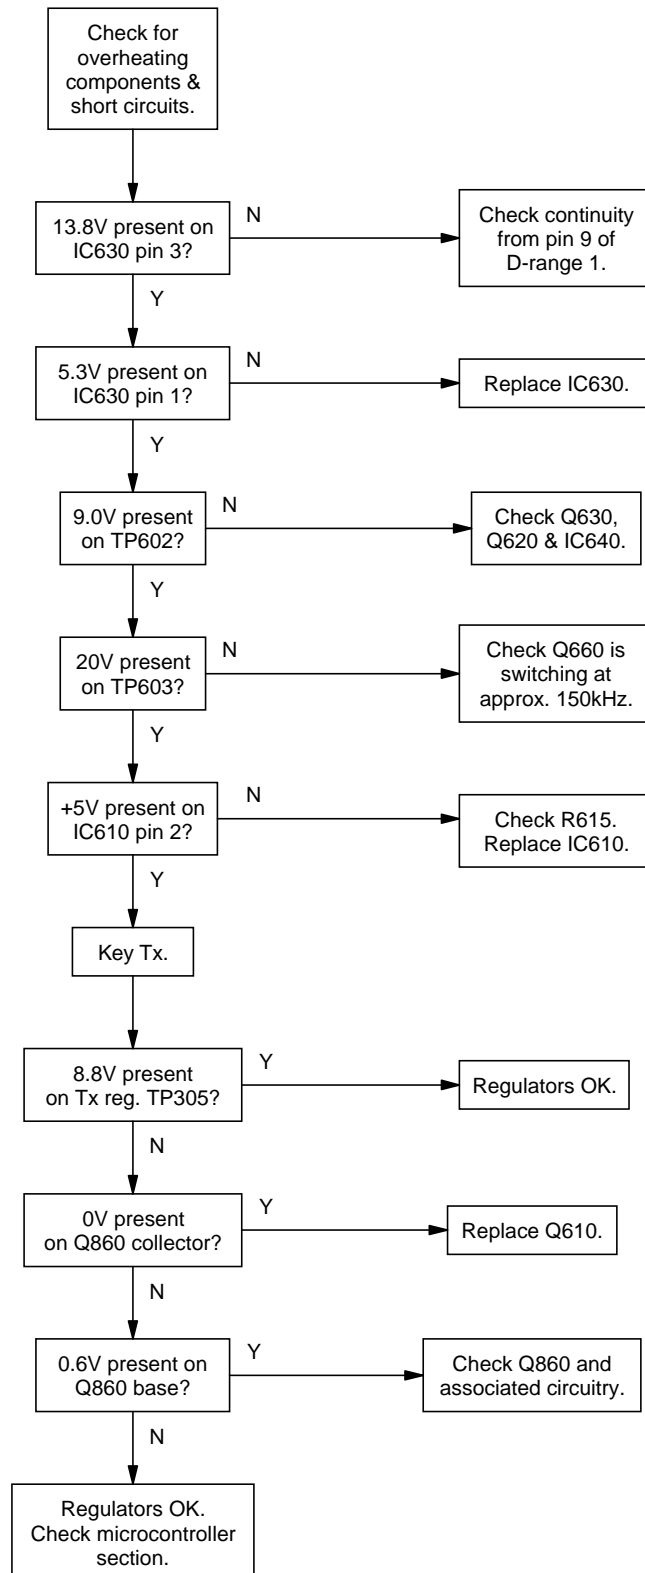 Check for
overheating
components &
short circuits.
13.8V present on
IC630 pin 3?
N
Check continuity
from pin 9 of
D-range 1.
Y
5.3V present on
IC630 pin 1?
N
Replace IC630.
Y
9.0V present
on TP602?
N
Check Q630,
Q620 & IC640.
Y
20V present
on TP603?
N
Check Q660 is
switching at
approx. 150kHz.
Y
+5V present on
IC610 pin 2?
N
Check R615.
Replace IC610.
Y
Key Tx.
8.8V present
on Tx reg. TP305?
Y
Regulators OK.
N
0V present
on Q860 collector?
Y
Replace Q610.
N
0.6V present on
Q860 base?
Y
Check Q860 and
associated circuitry.
N
Regulators OK.
Check microcontroller
section.